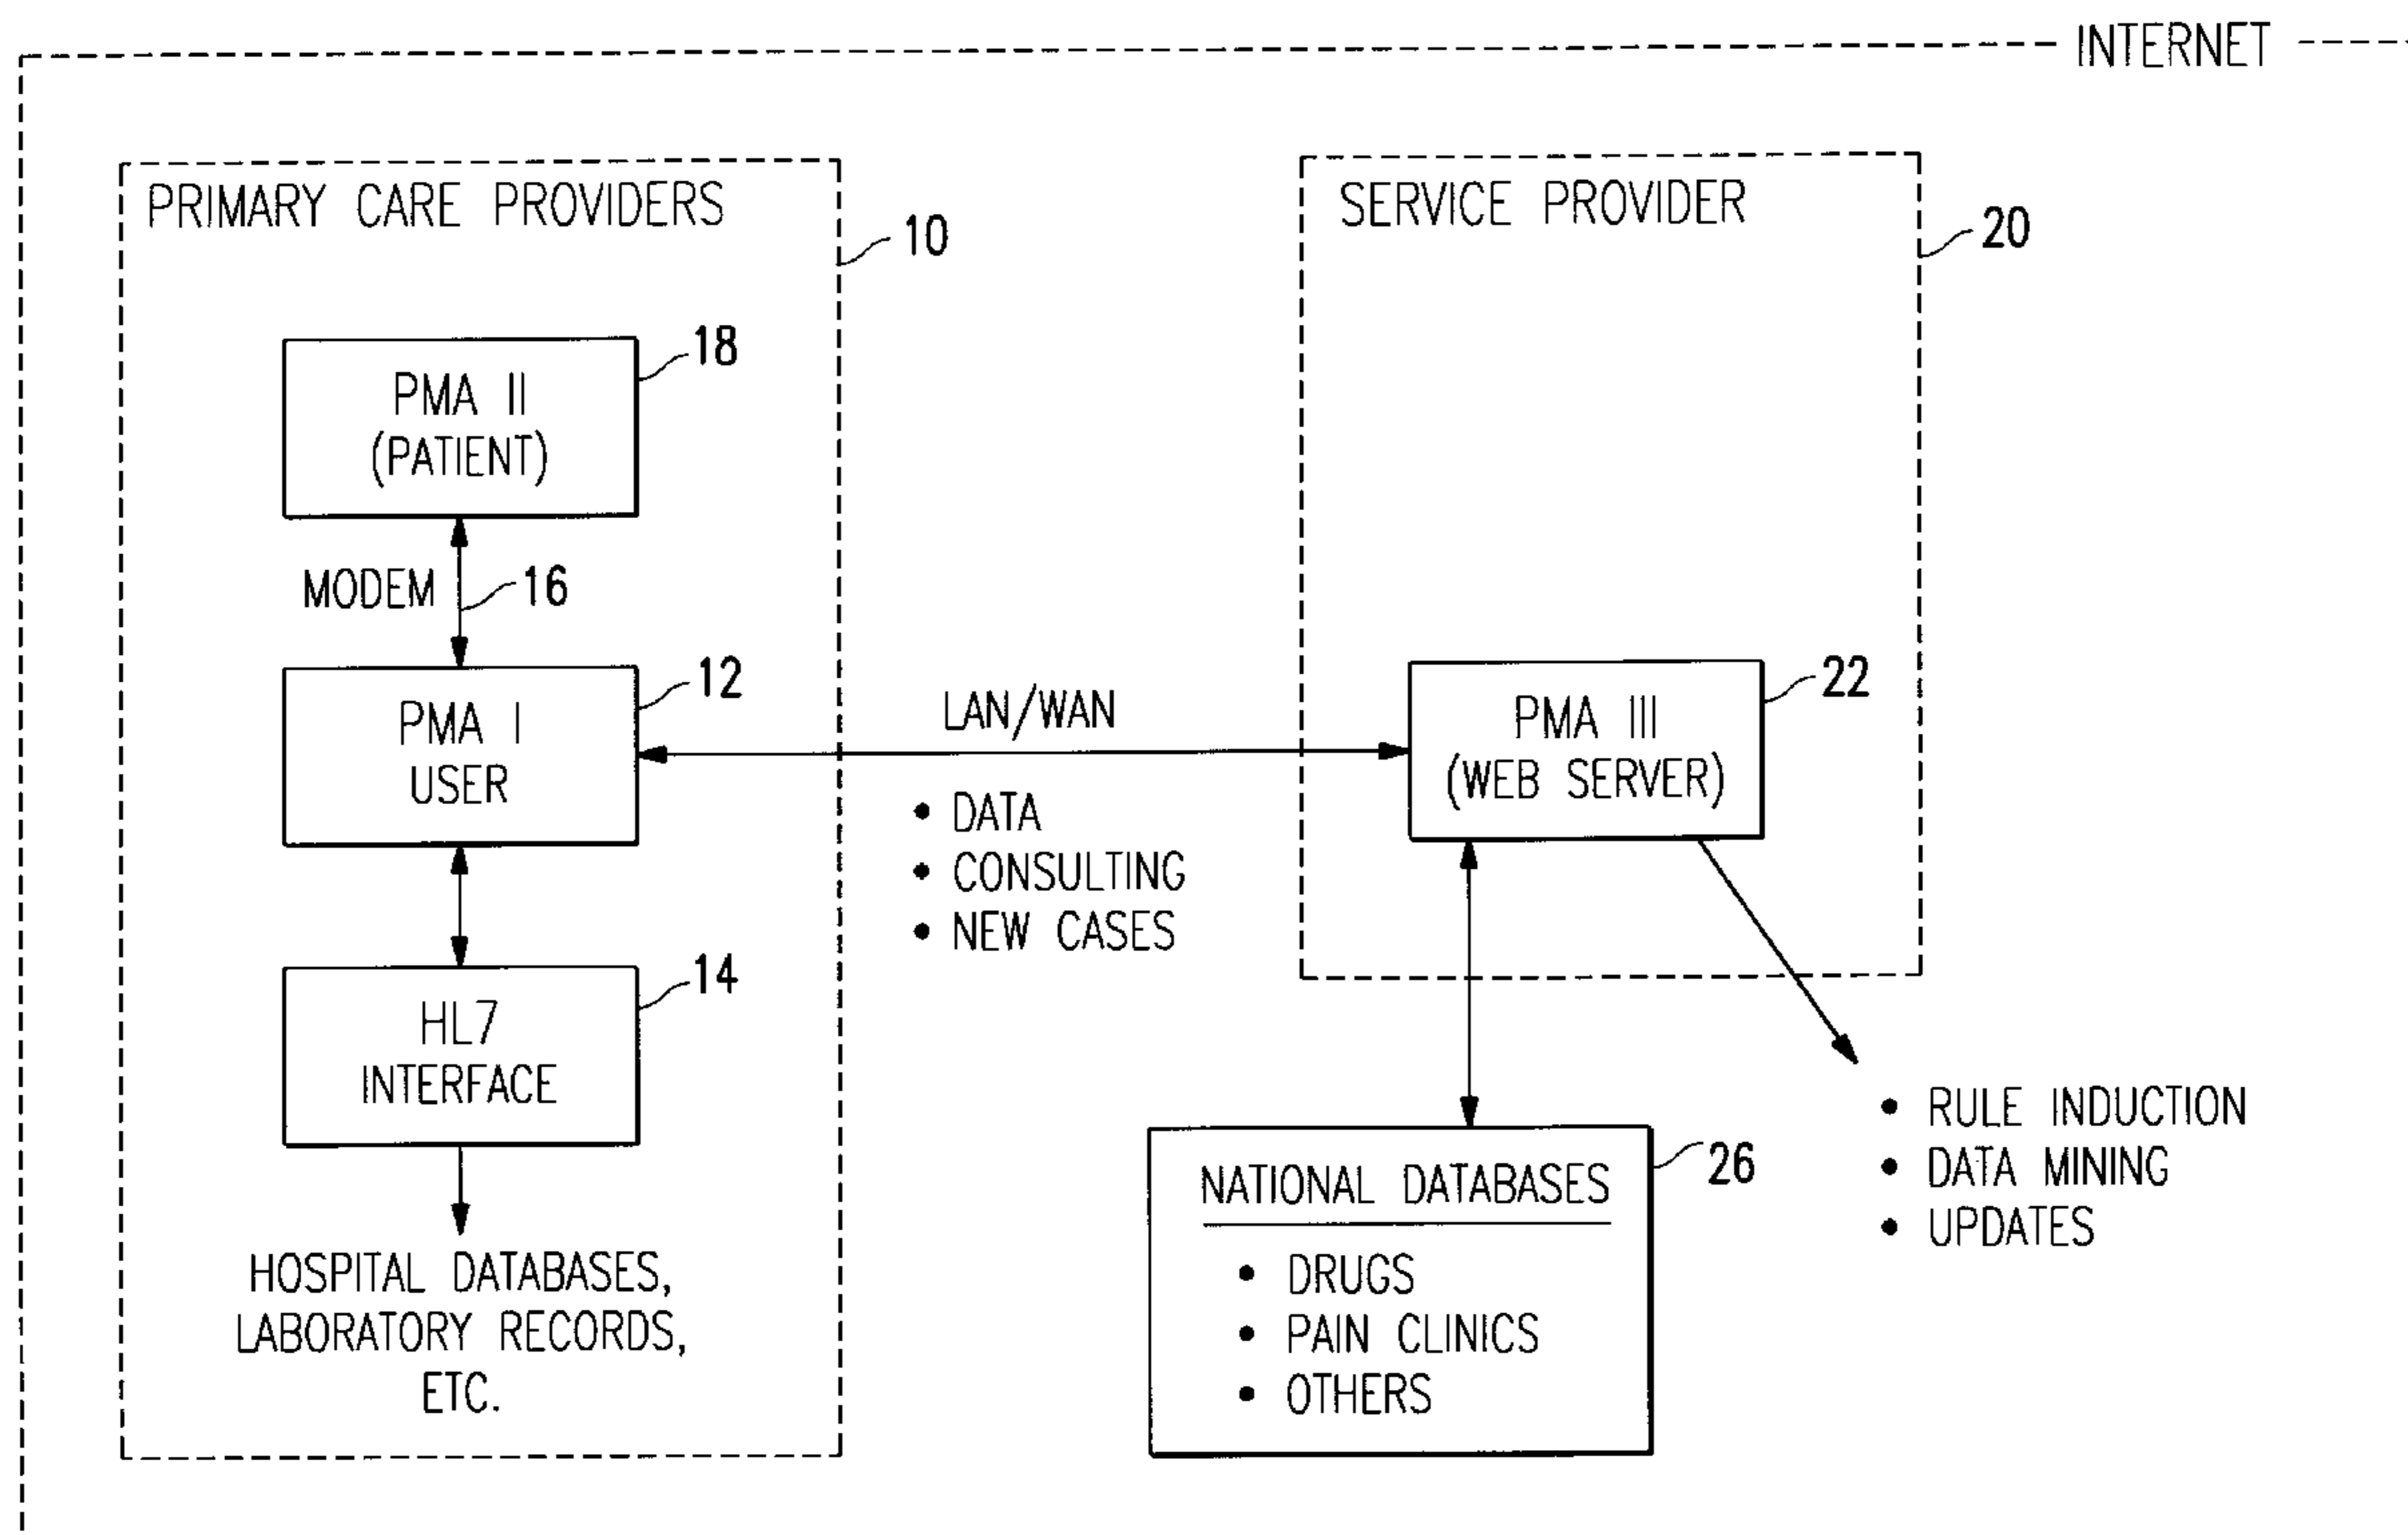 INTERNET
PRIMARY CARE PROVIDERS
10
PMA II
(PATIENT)
18
MODEM
16
PMA I
USER
12
HL7
INTERFACE
14
HOSPITAL DATABASES,
LABORATORY RECORDS,
ETC.
LAN/WAN
• DATA
• CONSULTING
• NEW CASES
SERVICE PROVIDER
20
PMA III
(WEB SERVER)
22
NATIONAL DATABASES
• DRUGS
• PAIN CLINICS
• OTHERS
26
• RULE INDUCTION
• DATA MINING
• UPDATES